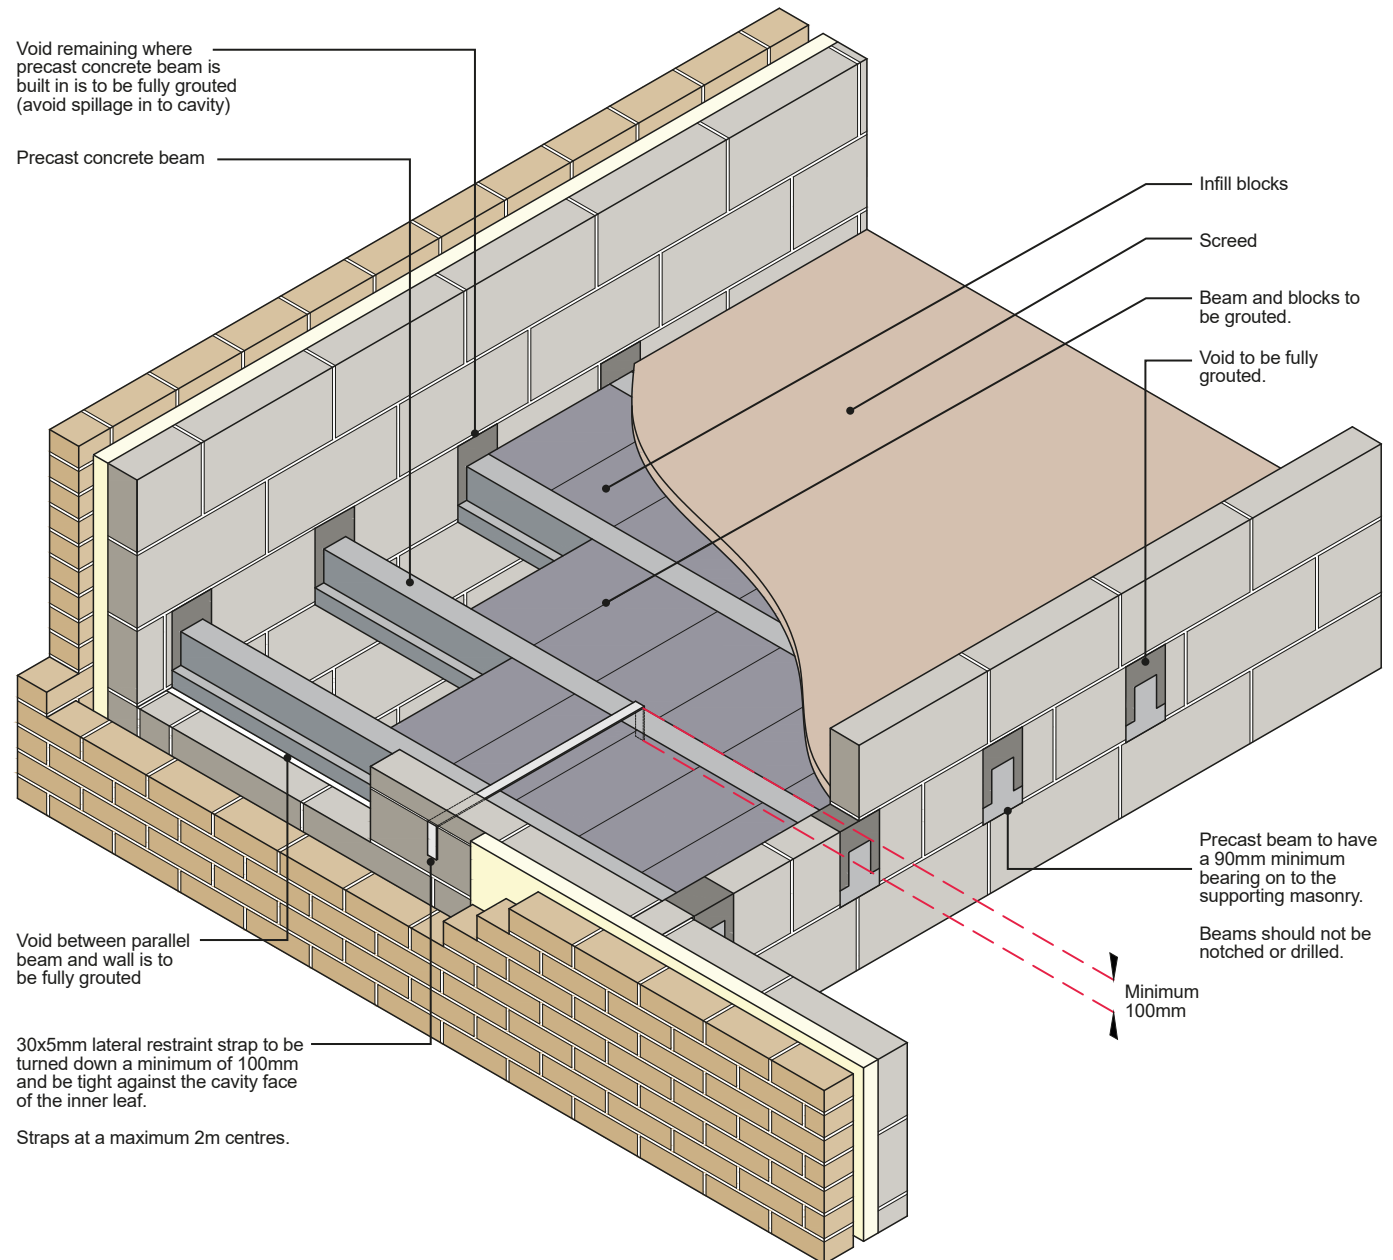 Void remaining where
precast concrete beam is
built in is to be fully grouted
(avoid spillage in to cavity)
Precast concrete beam
Infill blocks
Screed
Beam and blocks to
be grouted.
Void to be fully
grouted.
Precast beam to have
a 90mm minimum
bearing on to the
supporting masonry.
Beams should not be
notched or drilled.
Minimum
100mm
Void between parallel
beam and wall is to
be fully grouted
30x5mm lateral restraint strap to be
turned down a minimum of 100mm
and be tight against the cavity face
of the inner leaf.
Straps at a maximum 2m centres.